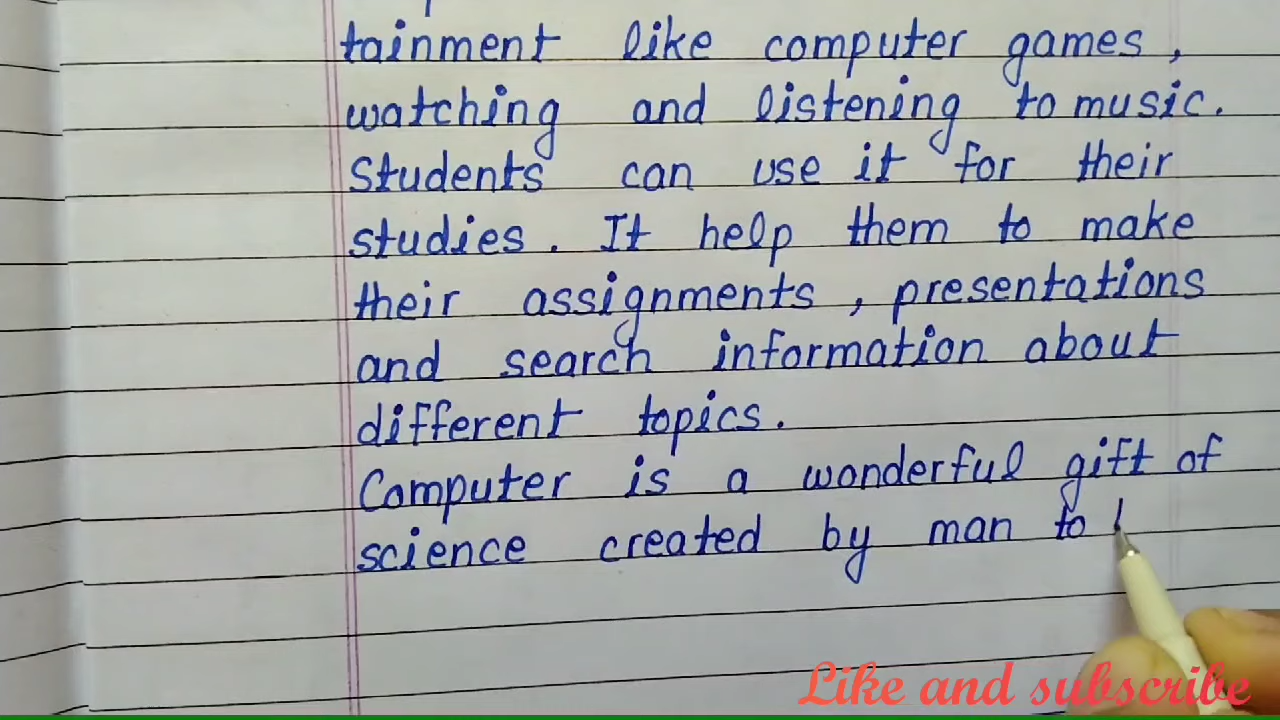 tainment like computer games,
watching and listening to music.
Students can use it for their
studies. It help them to make
their assignments, presentations
and search information about
different topics.
Computer is a wonderful gift of
science created by man to
Like and subscribe